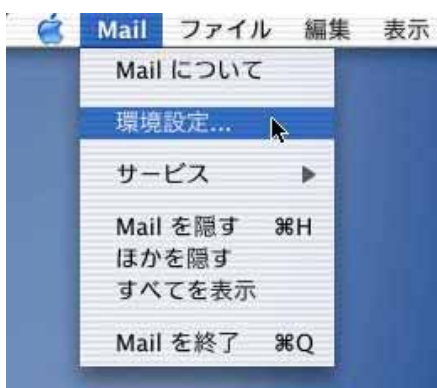 Mail ファイル 編集 表示
Mail について
環境設定...
サービス
Mail を隠す ⌘H
ほかを隠す
すべてを表示
Mail を終了 ⌘Q